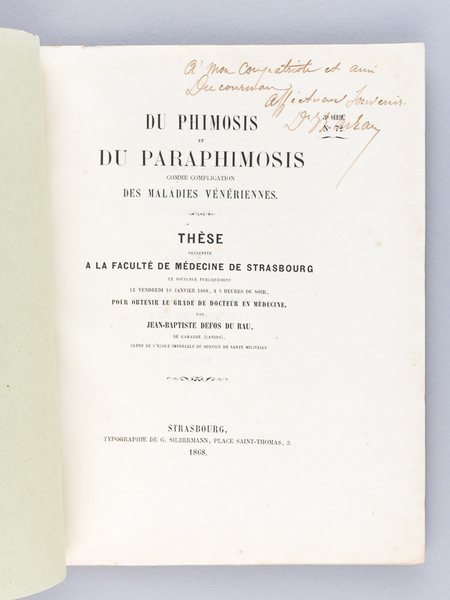 A mon Compatriote et ami
Ducournau
Affectueux Souvenir.
DU PHIMOSIS
SÉRIE.
N° 72.
ET
DU PARAPHIMOSIS
COMME COMPLICATION
DES MALADIES VÉNÉRIENNES.
THÈSE
PRÉSENTÉE
A LA FACULTÉ DE MÉDECINE DE STRASBOURG
ET SOUTENUE PUBLIQUEMENT
LE VENDREDI JANVIER 1868, A 3 HEURES DU SOIR,
POUR OBTENIR LE GRADE DE DOCTEUR EN MÉDECINE,
PAR
JEAN-BAPTISTE DEFOS DU RAU,
DE GAMARDE (LANDES),
ÉLÈVE DE L'ÉCOLE IMPÉRIALE DU SERVICE DE SANTÉ MILITAIRE.
STRASBOURG,
TYPOGRAPHIE DE G. SILBERMANN, PLACE SAINT-THOMAS, 3.
1868.